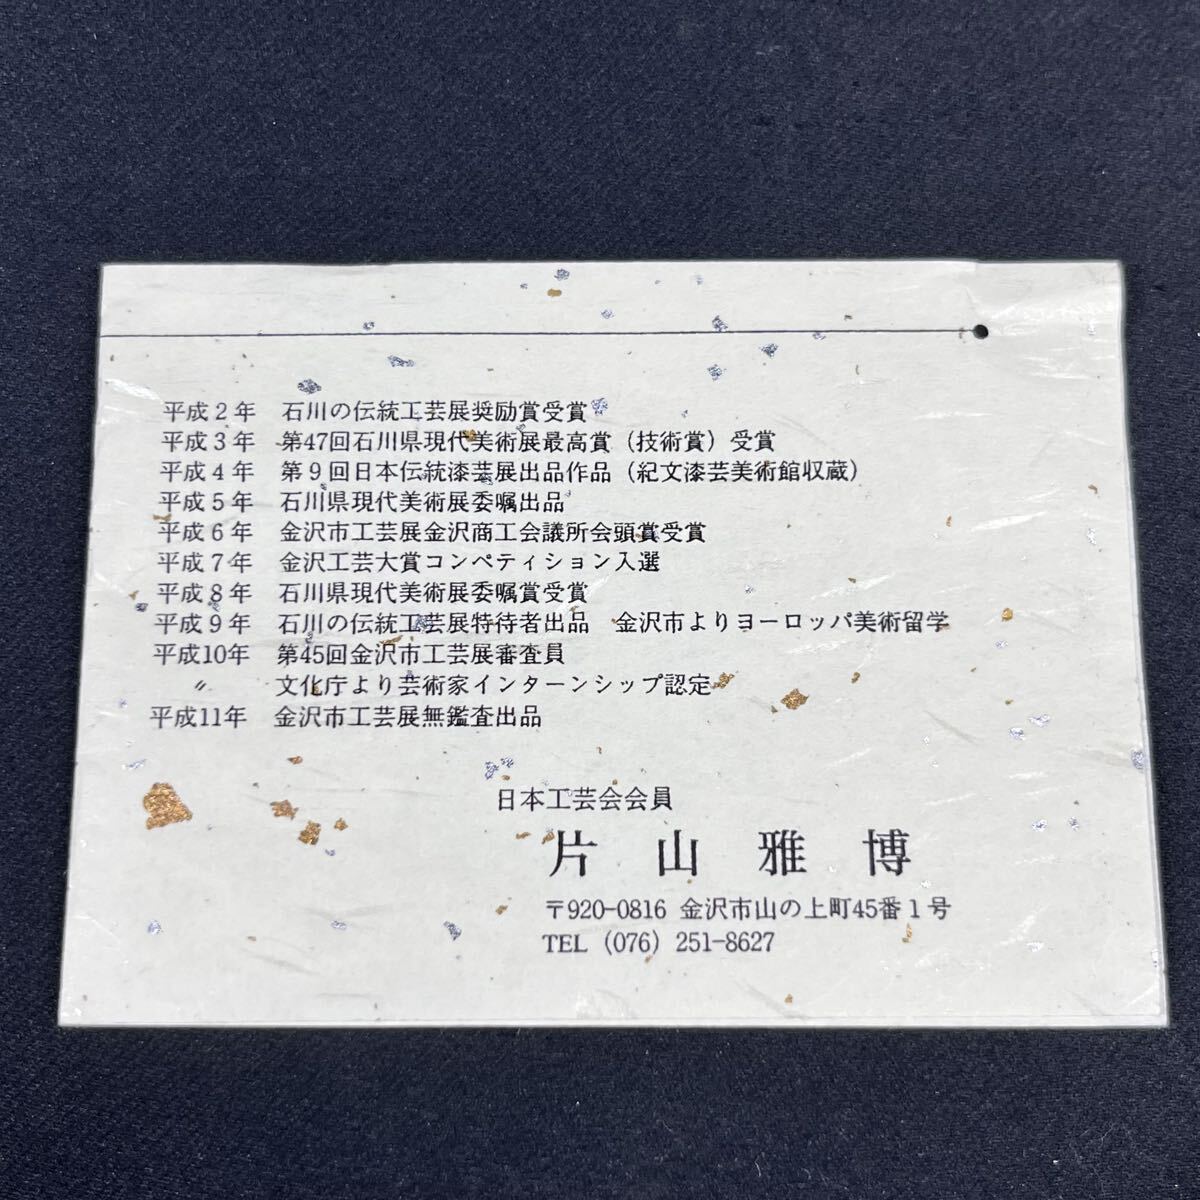 平成2年 石川の伝統工芸展奨励賞受賞
平成3年 第47回石川県現代美術展最高賞（技術賞）受賞
平成4年 第9回日本伝統漆芸展出品作品（紀文漆芸美術館収蔵）
平成5年 石川県現代美術展委嘱出品
平成6年 金沢市工芸展金沢商工会議所会頭賞受賞
平成7年 金沢工芸大賞コンペティション入選
平成8年 石川県現代美術展委嘱賞受賞
平成9年 石川の伝統工芸展特待者出品 金沢市よりヨーロッパ美術留学
平成10年 第45回金沢市工芸展審査員
〃 文化庁より芸術家インターンシップ認定
平成11年 金沢市工芸展無鑑査出品
日本工芸会会員
片山雅博
〒920-0816 金沢市山の上町45番1号
TEL (076) 251-8627